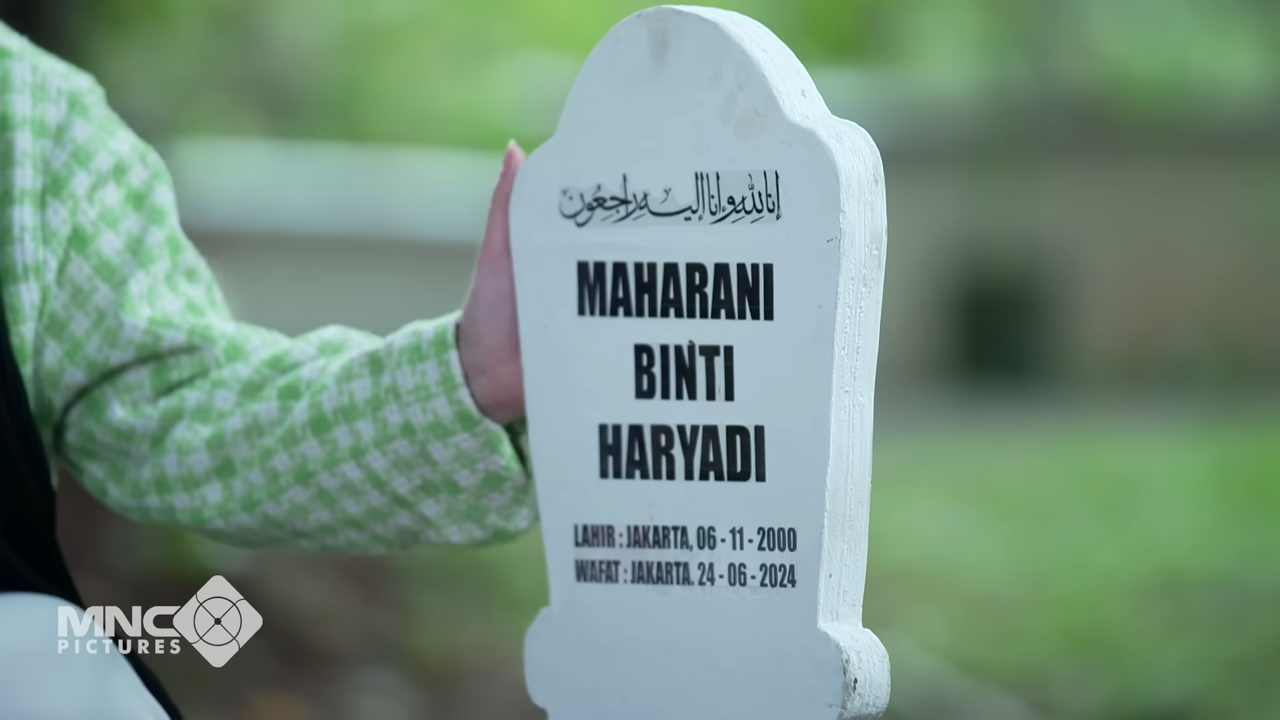 إنا لله وإنا إليه راجعون
MAHARANI
BINTI
HARYADI
LAHIR : JAKARTA, 06 - 11 - 2000
WAFAT : JAKARTA. 24 - 06 - 2024
MNC
PICTURES